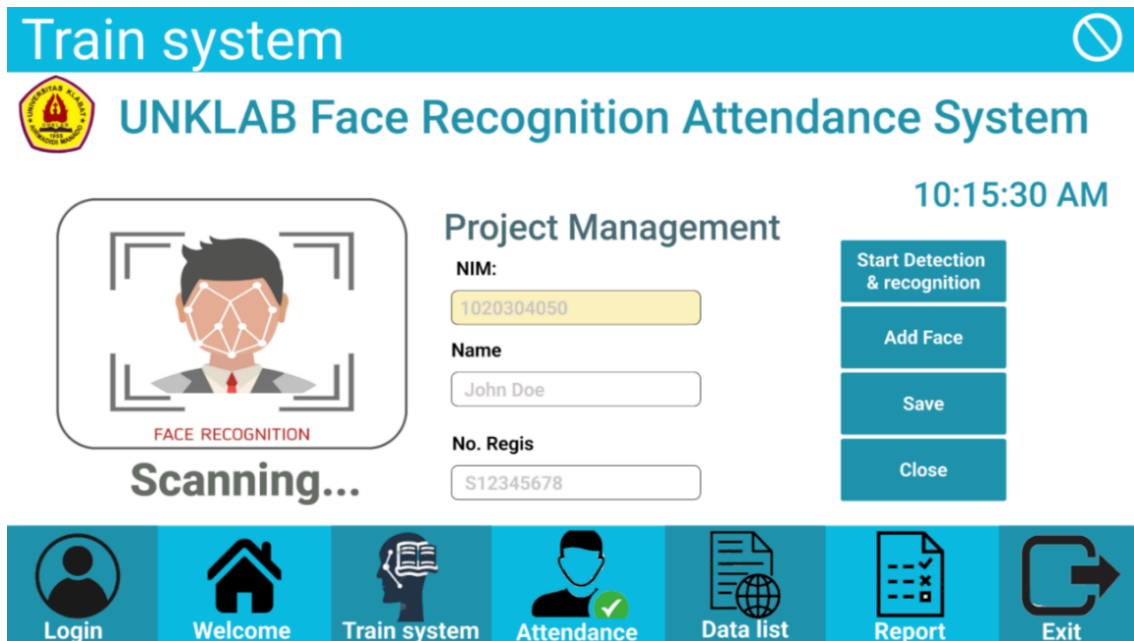 Train system
UNKLAB Face Recognition Attendance System
10:15:30 AM
FACE RECOGNITION
Scanning...
Project Management
NIM:
1020304050
Name
John Doe
No. Regis
S12345678
Start Detection
& recognition
Add Face
Save
Close
Login
Welcome
Train system
Attendance
Data list
Report
Exit